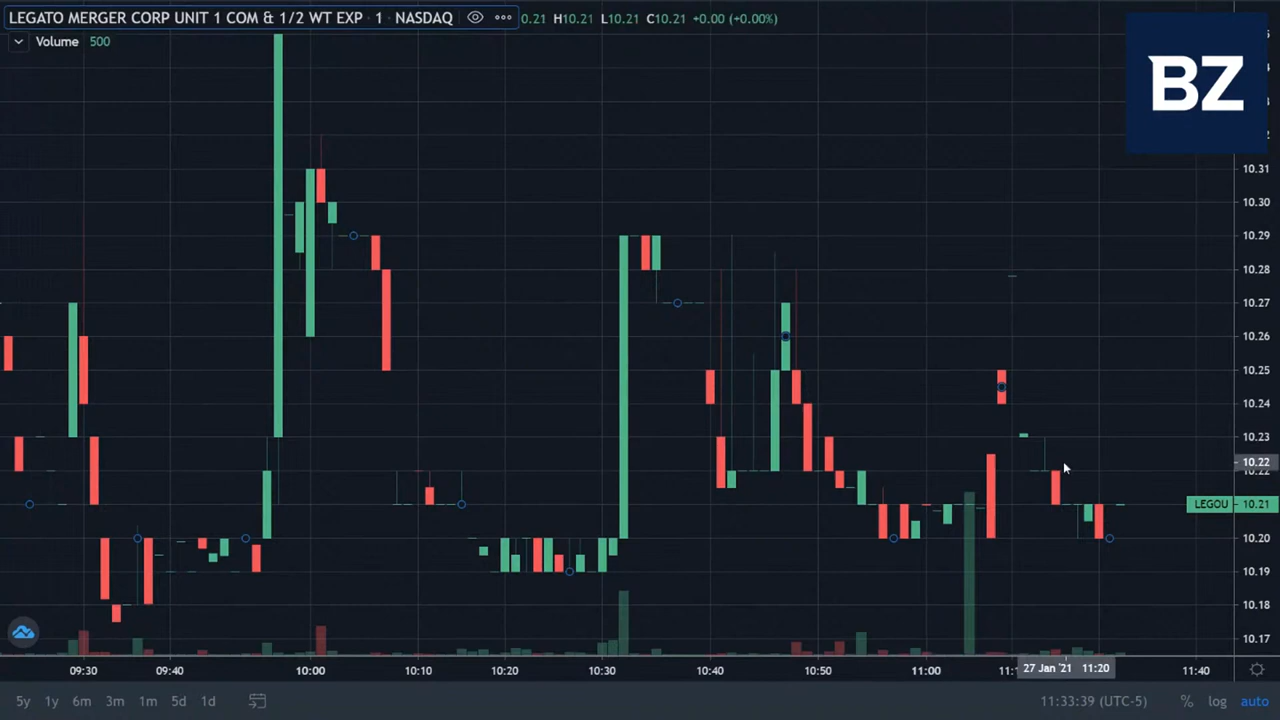 LEGATO MERGER CORP UNIT 1 COM & 1/2 WT EXP · 1 · NASDAQ
0.21 H10.21 L10.21 C10.21 +0.00 (+0.00%)
Volume 500
BZ
10.31
10.30
10.29
10.28
10.27
10.26
10.25
10.24
10.23
10.22
10.22
LEGOU 10.21
10.20
10.19
10.18
10.17
09:30 09:40 10:00 10:10 10:20 10:30 10:40 10:50 11:00 27 Jan '21 11:20 11:40
5y 1y 6m 3m 1m 5d 1d 11:33:39 (UTC-5) % log auto